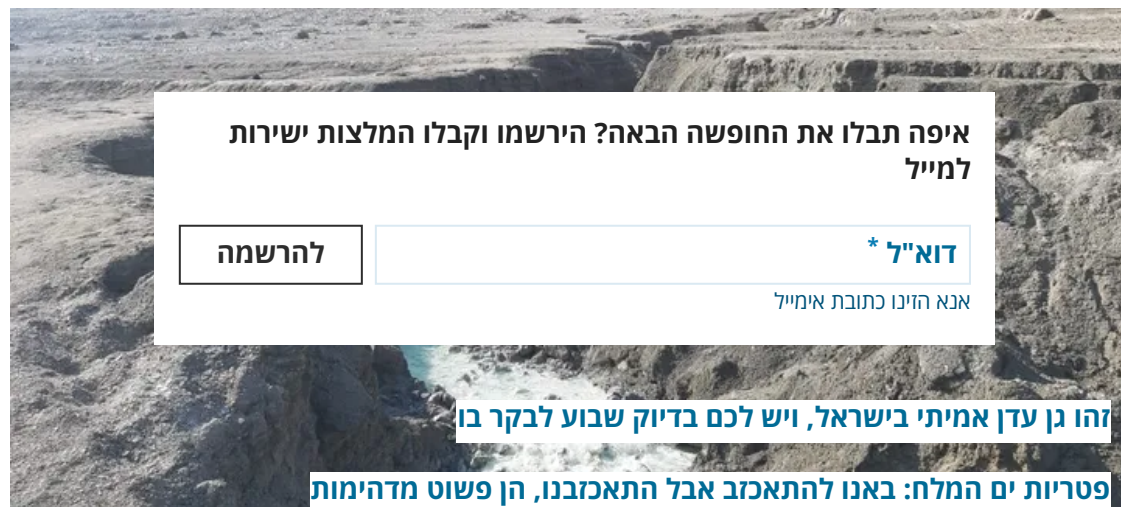 איפה תבלו את החופשה הבאה? הירשמו וקבלו המלצות ישירות
למייל
דוא"ל *
להרשמה
אנא הזינו כתובת אימייל
זהו גן עדן אמיתי בישראל, ויש לכם בדיוק שבוע לבקר בו
פטריות ים המלח: באנו להתאכזב אבל התאכזבנו, הן פשוט מדהימות